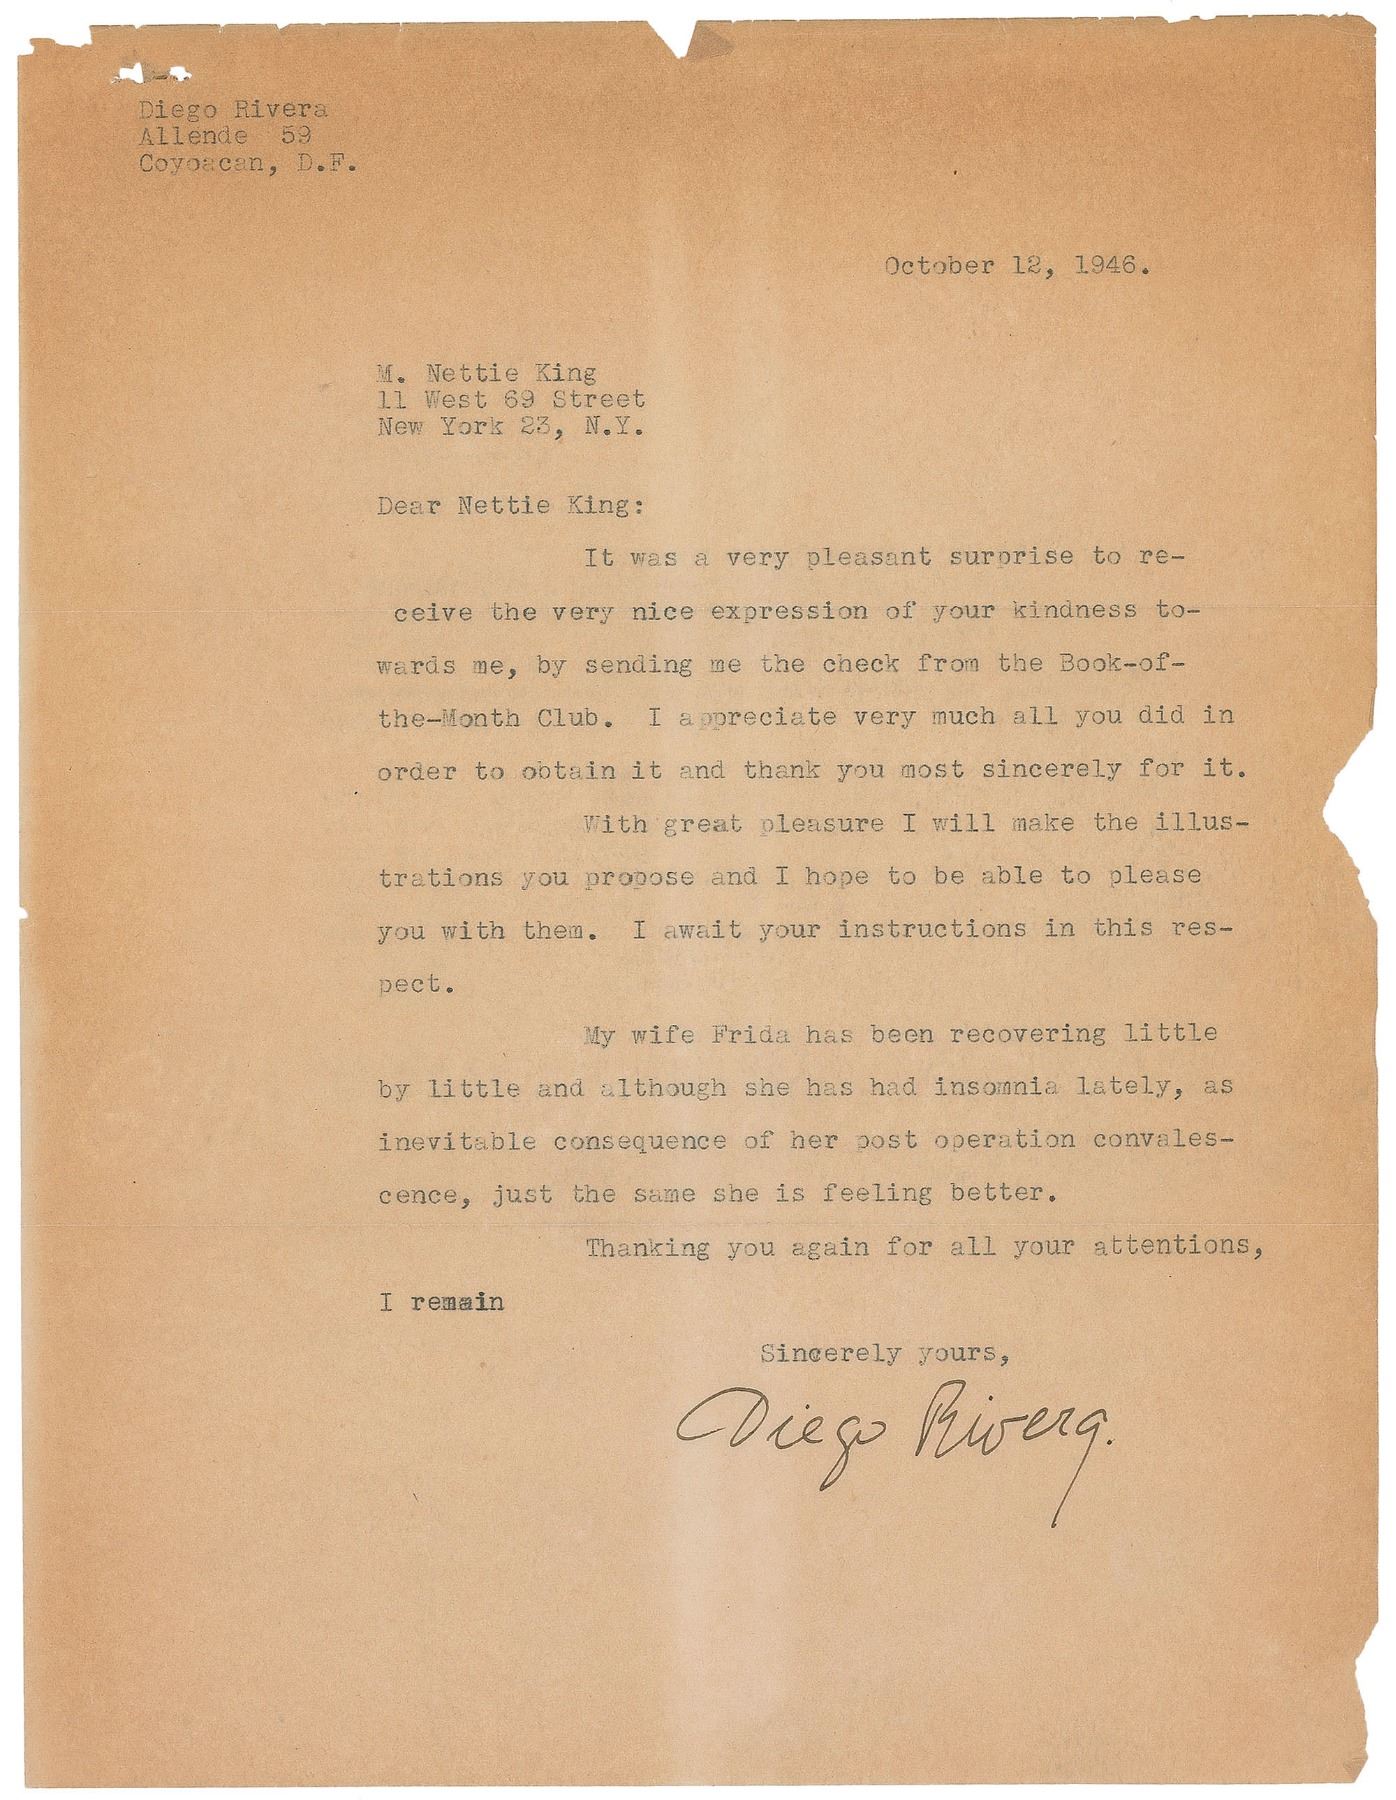 Diego Rivera
Allende 59
Coyoacan, D.F.
October 12, 1946.
M. Nettie King
11 West 69 Street
New York 23, N.Y.
Dear Nettie King:
It was a very pleasant surprise to re-
ceive the very nice expression of your kindness to-
wards me, by sending me the check from the Book-of-
the-Month Club. I appreciate very much all you did in
order to obtain it and thank you most sincerely for it.
With great pleasure I will make the illus-
trations you propose and I hope to be able to please
you with them. I await your instructions in this res-
pect.
My wife Frida has been recovering little
by little and although she has had insomnia lately, as
inevitable consequence of her post operation convales-
cence, just the same she is feeling better.
Thanking you again for all your attentions,
I remain
Sincerely yours,
Diego Rivera.